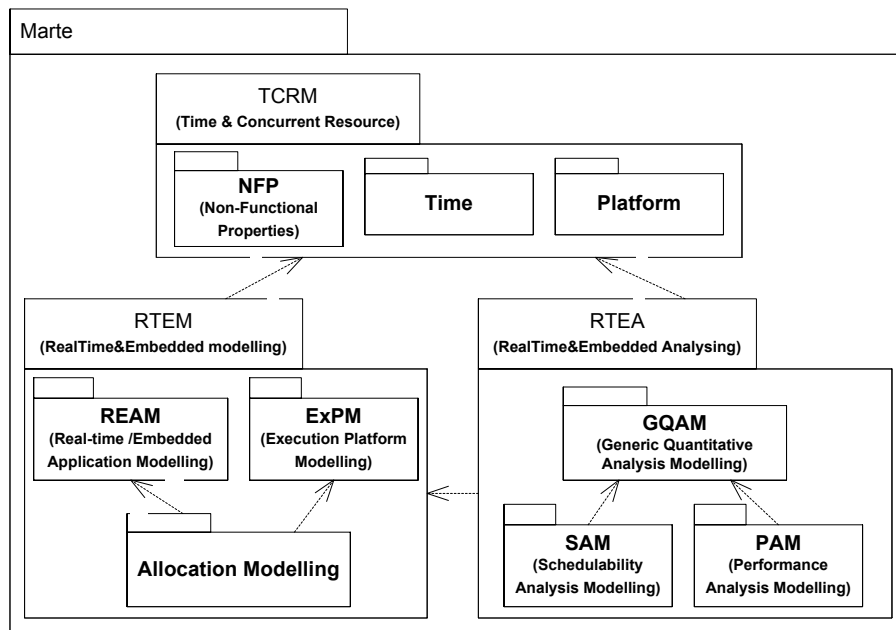 Marte
TCRM
(Time & Concurrent Resource)
NFP
(Non-Functional
Properties)
Time
Platform
RTEM
(RealTime&Embedded modelling)
RTEA
(RealTime&Embedded Analysing)
REAM
(Real-time /Embedded
Application Modelling)
ExPM
(Execution Platform
Modelling)
Allocation Modelling
GQAM
(Generic Quantitative
Analysis Modelling)
SAM
(Schedulability
Analysis Modelling)
PAM
(Performance
Analysis Modelling)